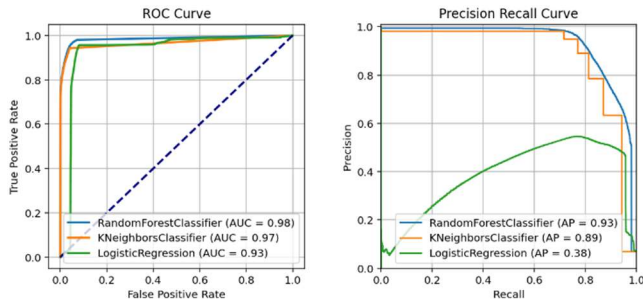 ROC Curve
True Positive Rate
1.0
0.8
0.6
0.4
0.2
0.0
RandomForestClassifier (AUC = 0.98)
KNeighborsClassifier (AUC = 0.97)
LogisticRegression (AUC = 0.93)
0.0 0.2 0.4 0.6 0.8 1.0
False Positive Rate
Precision Recall Curve
Precision
1.0
0.8
0.6
0.4
0.2
0.0
RandomForestClassifier (AP = 0.93)
KNeighborsClassifier (AP = 0.89)
LogisticRegression (AP = 0.38)
0.0 0.2 0.4 0.6 0.8 1.0
Recall